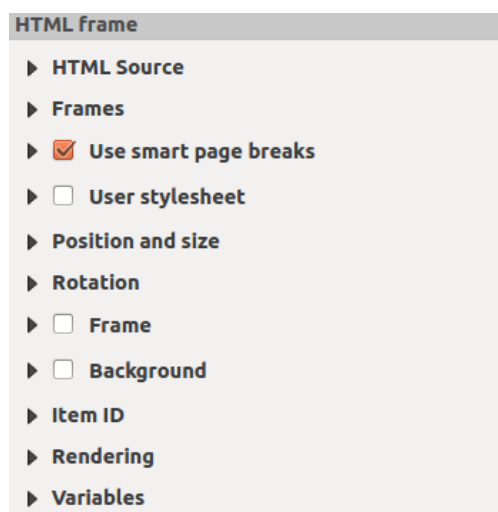 HTML frame
HTML Source
Frames
Use smart page breaks
User stylesheet
Position and size
Rotation
Frame
Background
Item ID
Rendering
Variables